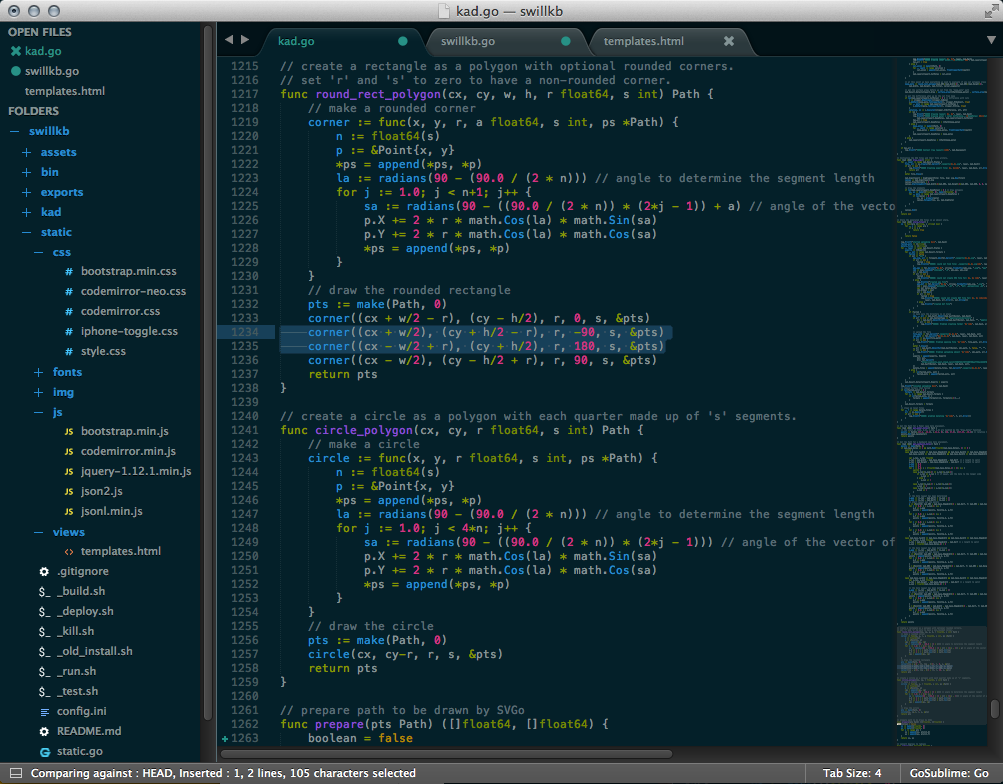 kad.go — swillkb
OPEN FILES
kad.go
swillkb.go
templates.html
FOLDERS
swillkb
assets
bin
exports
kad
static
css
# bootstrap.min.css
# codemirror-neo.css
# codemirror.css
# iphone-toggle.css
# style.css
fonts
img
js
JS bootstrap.min.js
JS codemirror.min.js
JS jquery-1.12.1.min.js
JS json2.js
JS jsonl.min.js
views
<> templates.html
.gitignore
$_ _build.sh
$_ _deploy.sh
$_ _kill.sh
$_ _old_install.sh
$_ _run.sh
$_ _test.sh
config.ini
README.md
static.go
kad.go swillkb.go templates.html
1215 // create a rectangle as a polygon with optional rounded corners.
1216 // set 'r' and 's' to zero to have a non-rounded corner.
1217 func round_rect_polygon(cx, cy, w, h, r float64, s int) Path {
1218 // make a rounded corner
1219 corner := func(x, y, r, a float64, s int, ps *Path) {
1220 n := float64(s)
1221 p := &Point{x, y}
1222 *ps = append(*ps, *p)
1223 la := radians(90 - (90.0 / (2 * n))) // angle to determine the segment length
1224 for j := 1.0; j < n+1; j++ {
1225 sa := radians(90 - ((90.0 / (2 * n)) * (2*j - 1)) + a) // angle of the vecto
1226 p.X += 2 * r * math.Cos(la) * math.Sin(sa)
1227 p.Y += 2 * r * math.Cos(la) * math.Cos(sa)
1228 *ps = append(*ps, *p)
1229 }
1230 }
1231 // draw the rounded rectangle
1232 pts := make(Path, 0)
1233 corner((cx + w/2 - r), (cy - h/2), r, 0, s, &pts)
1234 corner((cx + w/2), (cy + h/2 - r), r, -90, s, &pts)
1235 corner((cx - w/2 + r), (cy + h/2), r, 180, s, &pts)
1236 corner((cx - w/2), (cy - h/2 + r), r, 90, s, &pts)
1237 return pts
1238 }
1239
1240 // create a circle as a polygon with each quarter made up of 's' segments.
1241 func circle_polygon(cx, cy, r float64, s int) Path {
1242 // make a circle
1243 circle := func(x, y, r float64, s int, ps *Path) {
1244 n := float64(s)
1245 p := &Point{x, y}
1246 *ps = append(*ps, *p)
1247 la := radians(90 - (90.0 / (2 * n))) // angle to determine the segment length
1248 for j := 1.0; j < 4*n; j++ {
1249 sa := radians(90 - ((90.0 / (2 * n)) * (2*j - 1))) // angle of the vector of
1250 p.X += 2 * r * math.Cos(la) * math.Sin(sa)
1251 p.Y += 2 * r * math.Cos(la) * math.Cos(sa)
1252 *ps = append(*ps, *p)
1253 }
1254 }
1255 // draw the circle
1256 pts := make(Path, 0)
1257 circle(cx, cy-r, r, s, &pts)
1258 return pts
1259 }
1260
1261 // prepare path to be drawn by SVGo
1262 func prepare(pts Path) ([]float64, []float64) {
1263 boolean = false
Comparing against : HEAD, Inserted : 1, 2 lines, 105 characters selected Tab Size: 4 GoSublime: Go